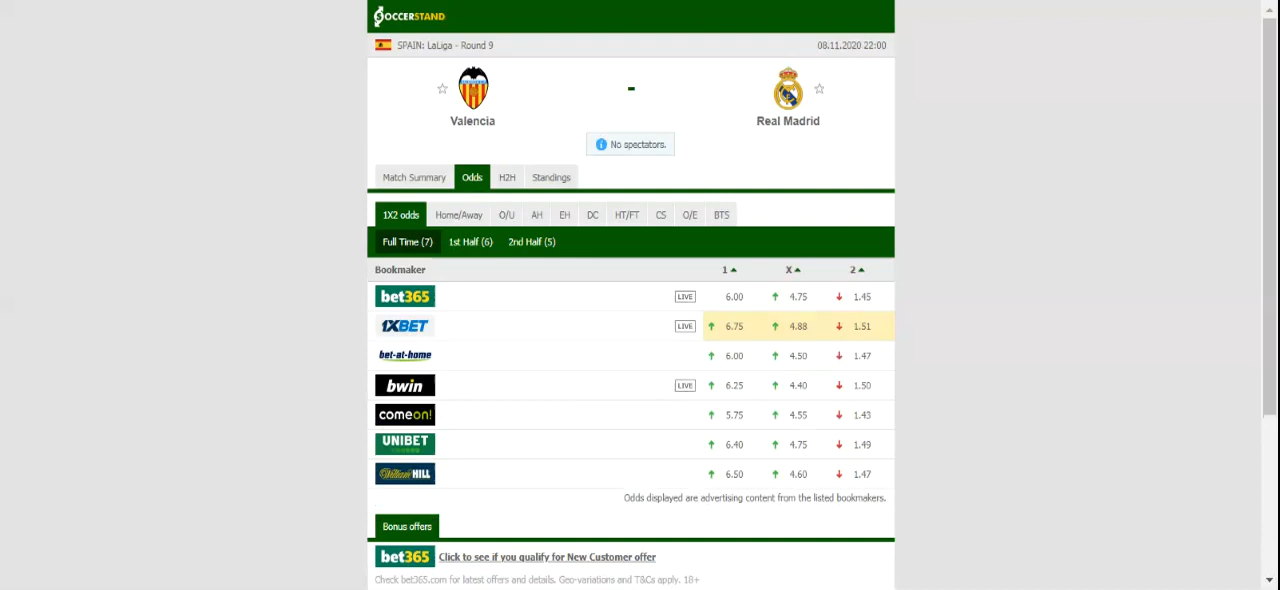 SOCCERSTAND
SPAIN: LaLiga - Round 9 08.11.2020 22:00
-
Valencia Real Madrid
No spectators.
Match Summary Odds H2H Standings
1X2 odds Home/Away O/U AH EH DC HT/FT CS O/E BTS
Full Time (7) 1st Half (6) 2nd Half (5)
Bookmaker 1 X 2
bet365 LIVE 6.00 4.75 1.45
1XBET LIVE 6.75 4.88 1.51
bet-at-home 6.00 4.50 1.47
bwin LIVE 6.25 4.40 1.50
comeon! 5.75 4.55 1.43
UNIBET 6.40 4.75 1.49
William HILL 6.50 4.60 1.47
Odds displayed are advertising content from the listed bookmakers.
Bonus offers
bet365 Click to see if you qualify for New Customer offer
Check bet365.com for latest offers and details. Geo-variations and T&Cs apply. 18+